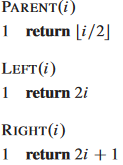 PARENT(i)
1 return ⌊i/2⌋
LEFT(i)
1 return 2i
RIGHT(i)
1 return 2i + 1